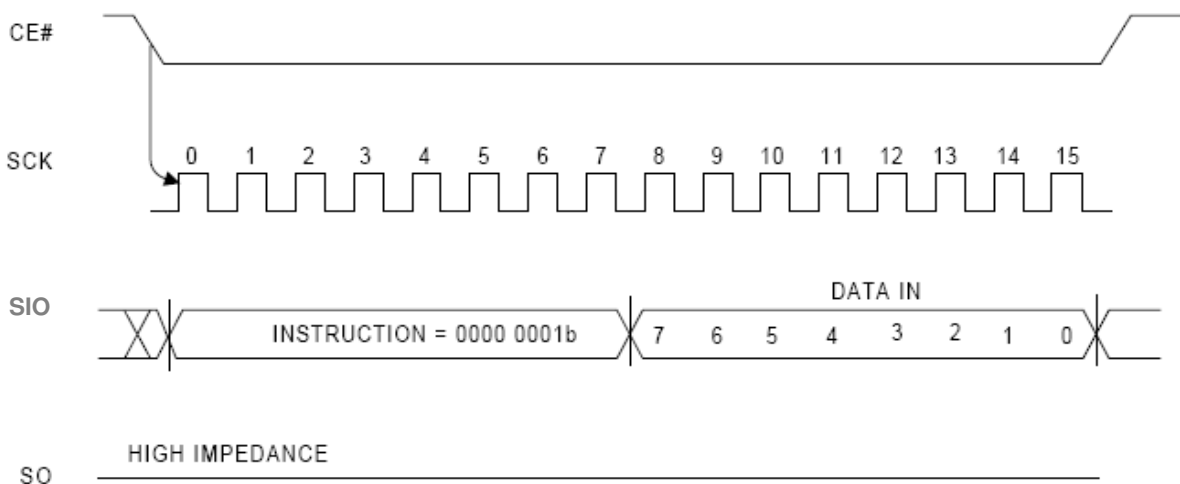 CE#
SCK 0 1 2 3 4 5 6 7 8 9 10 11 12 13 14 15
DATA IN
SIO
INSTRUCTION = 0000 0001b 7 6 5 4 3 2 1 0
HIGH IMPEDANCE
SO